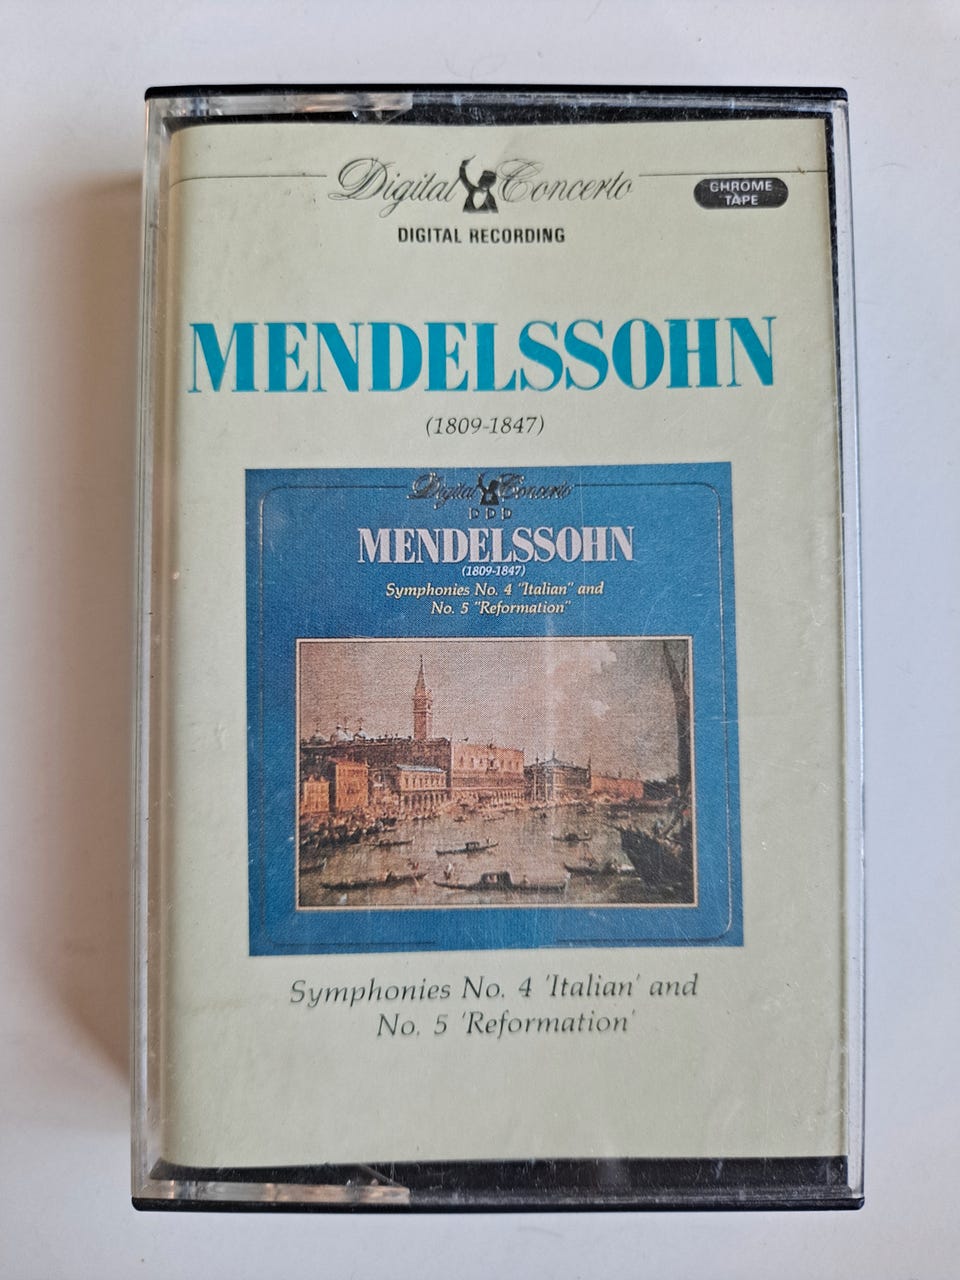 Digital Concerto
CHROME
TAPE
DIGITAL RECORDING
MENDELSSOHN
(1809-1847)
Digital Concerto
DDD
MENDELSSOHN
(1809-1847)
Symphonies No. 4 "Italian" and
No. 5 "Reformation"
Symphonies No. 4 'Italian' and
No. 5 'Reformation'